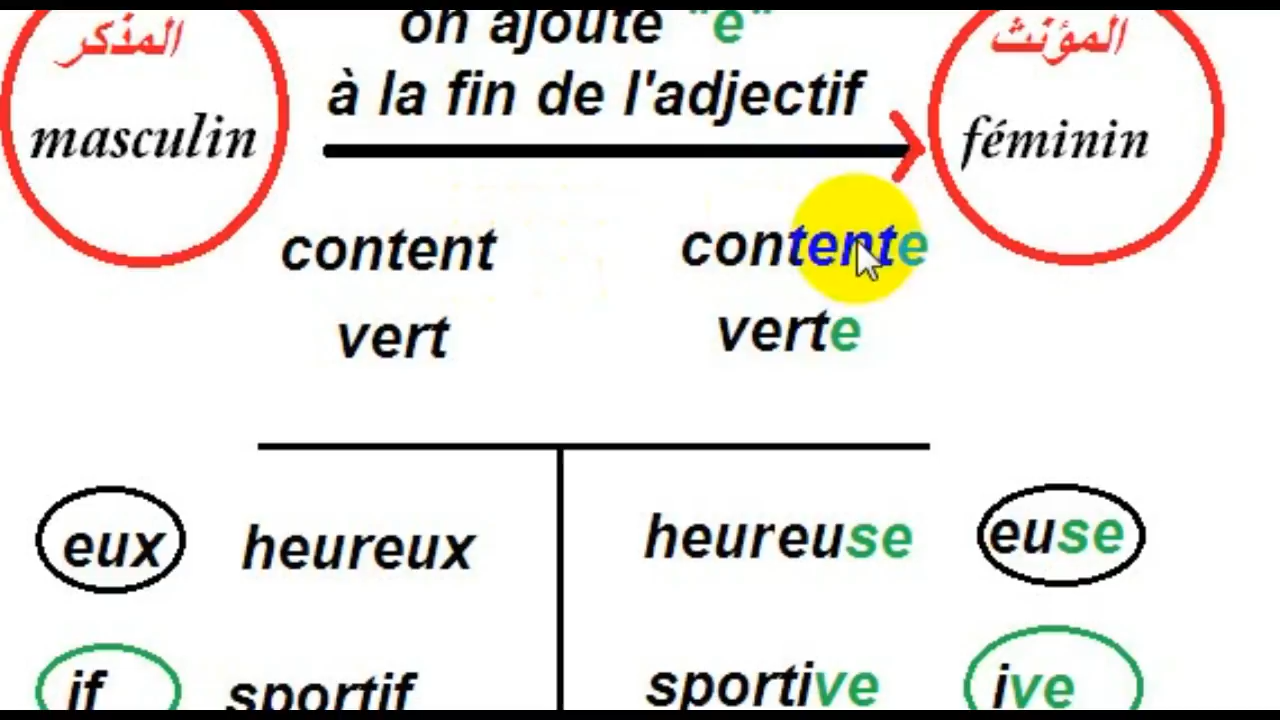 المذكر
masculin
on ajoute "e"
à la fin de l'adjectif
المؤنث
féminin
content contente
vert verte
eux heureux heureuse euse
if sportif sportive ive